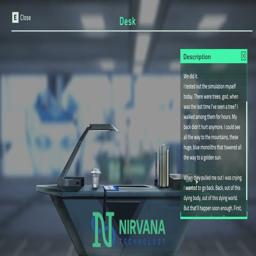 E Close
Desk
Description
We did it.
I tested out the simulation myself
today. There were trees, god, when
was the last time I've seen a tree? I
walked among them for hours. My
back didn't hurt anymore. I could see
all the way to the mountains, these
huge, blue monoliths that towered all
the way to a golden sun.
When they pulled me out I was crying.
I wanted to go back. Back, out of this
dying body, out of this dying world.
But that'll happen soon enough. First,
N NIRVANA
TECHNOLOGY